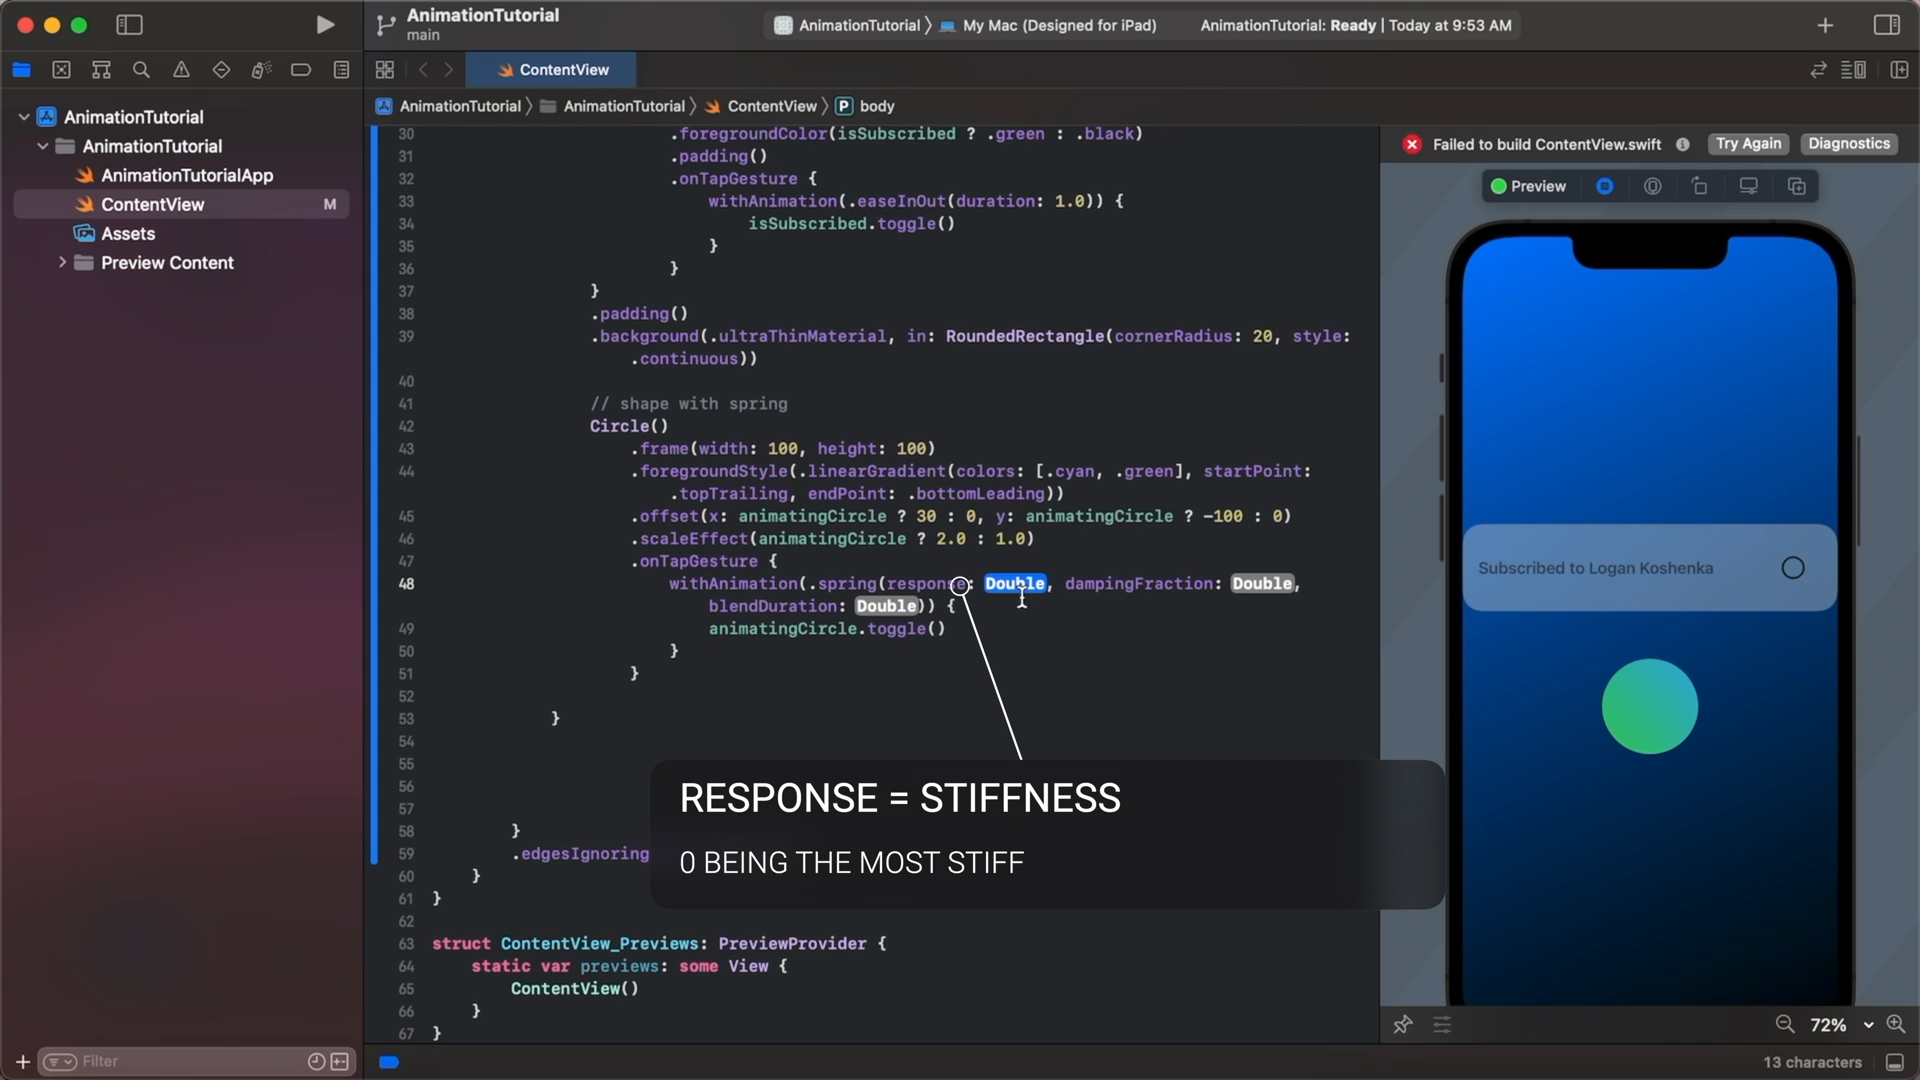 AnimationTutorial
main
AnimationTutorial 〉 My Mac (Designed for iPad)
AnimationTutorial: Ready | Today at 9:53 AM
ContentView
AnimationTutorial 〉 AnimationTutorial 〉 ContentView 〉 P body
AnimationTutorial
AnimationTutorial
AnimationTutorialApp
ContentView M
Assets
Preview Content
Filter
30 .foregroundColor(isSubscribed ? .green : .black)
31 .padding()
32 .onTapGesture {
33 withAnimation(.easeInOut(duration: 1.0)) {
34 isSubscribed.toggle()
35 }
36 }
37 }
38 .padding()
39 .background(.ultraThinMaterial, in: RoundedRectangle(cornerRadius: 20, style:
.continuous))
40
41 // shape with spring
42 Circle()
43 .frame(width: 100, height: 100)
44 .foregroundStyle(.linearGradient(colors: [.cyan, .green], startPoint:
.topTrailing, endPoint: .bottomLeading))
45 .offset(x: animatingCircle ? 30 : 0, y: animatingCircle ? -100 : 0)
46 .scaleEffect(animatingCircle ? 2.0 : 1.0)
47 .onTapGesture {
48 withAnimation(.spring(response: Double, dampingFraction: Double,
blendDuration: Double)) {
49 animatingCircle.toggle()
50 }
51 }
52
53 }
54
55
56
57
58 }
59 .edgesIgnoring
60 }
61 }
62
63 struct ContentView_Previews: PreviewProvider {
64 static var previews: some View {
65 ContentView()
66 }
67 }
RESPONSE = STIFFNESS
0 BEING THE MOST STIFF
Failed to build ContentView.swift
Try Again
Diagnostics
Preview
Subscribed to Logan Koshenka
72%
13 characters